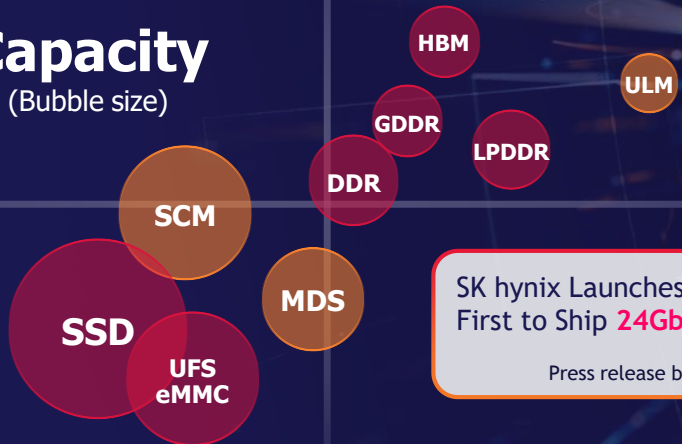 apacity
(Bubble size)
HBM
ULM
GDDR
LPDDR
DDR
SCM
MDS
SSD
UFS
eMMC
SK hynix Launches
First to Ship 24Gb
Press release b